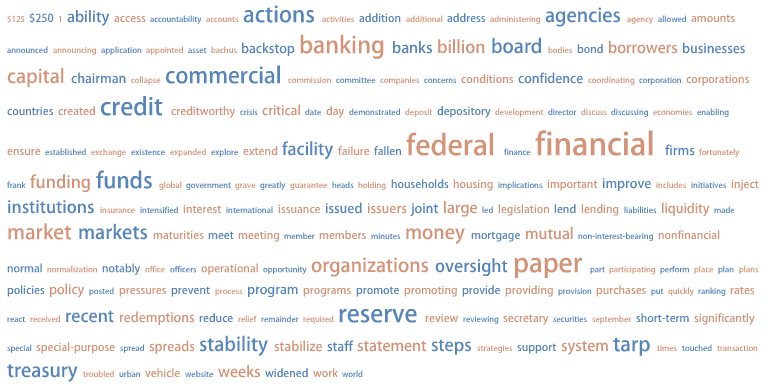 $125 $250 1 ability access accountability accounts actions activities addition additional address administering agencies agency allowed amounts
announced announcing application appointed asset bachus backstop banking banks billion board bodies bond borrowers businesses
capital chairman collapse commercial commission committee companies concerns conditions confidence coordinating corporation corporations
countries created credit creditworthy crisis critical date day demonstrated deposit depository development director discuss discussing economies enabling
ensure established exchange existence expanded explore extend facility failure fallen federal finance financial firms fortunately
frank funding funds global government grave greatly guarantee heads holding households housing implications important improve includes initiatives inject
institutions insurance intensified interest international issuance issued issuers joint large led legislation lend lending liabilities liquidity made
market markets maturities meet meeting member members minutes money mortgage mutual non-interest-bearing nonfinancial
normal normalization notably office officers operational opportunity organizations oversight paper part participating perform place plan plans
policies policy posted pressures prevent process program programs promote promoting provide providing provision purchases put quickly ranking rates
react received recent redemptions reduce relief remainder required reserve review reviewing secretary securities september short-term significantly
special special-purpose spread spreads stability stabilize staff statement steps strategies support system tarp times touched transaction
treasury troubled urban vehicle website weeks widened work world